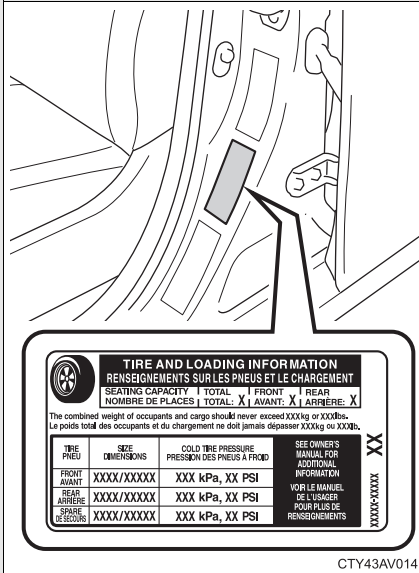 TIRE AND LOADING INFORMATION
RENSEIGNEMENTS SUR LES PNEUS ET LE CHARGEMENT
SEATING CAPACITY | TOTAL | FRONT | REAR
NOMBRE DE PLACES | TOTAL: X | AVANT: X | ARRIÈRE: X
The combined weight of occupants and cargo should never exceed XXXkg or XXXlbs.
Le poids total des occupants et du chargement ne doit jamais dépasser XXXkg ou XXXlb.
TIRE
PNEU
SIZE
DIMENSIONS
COLD TIRE PRESSURE
PRESSION DES PNEUS A FROID
FRONT
AVANT
XXXX/XXXXX
XXX kPa, XX PSI
REAR
ARRIÈRE
XXXX/XXXXX
XXX kPa, XX PSI
SPARE
DE SECOURS
XXXX/XXXXX
XXX kPa, XX PSI
SEE OWNER'S
MANUAL FOR
ADDITIONAL
INFORMATION
VOIR LE MANUEL
DE L'USAGER
POUR PLUS DE
RENSEIGNEMENTS
XX
XXXXX-XXXXX
CTY43AV014